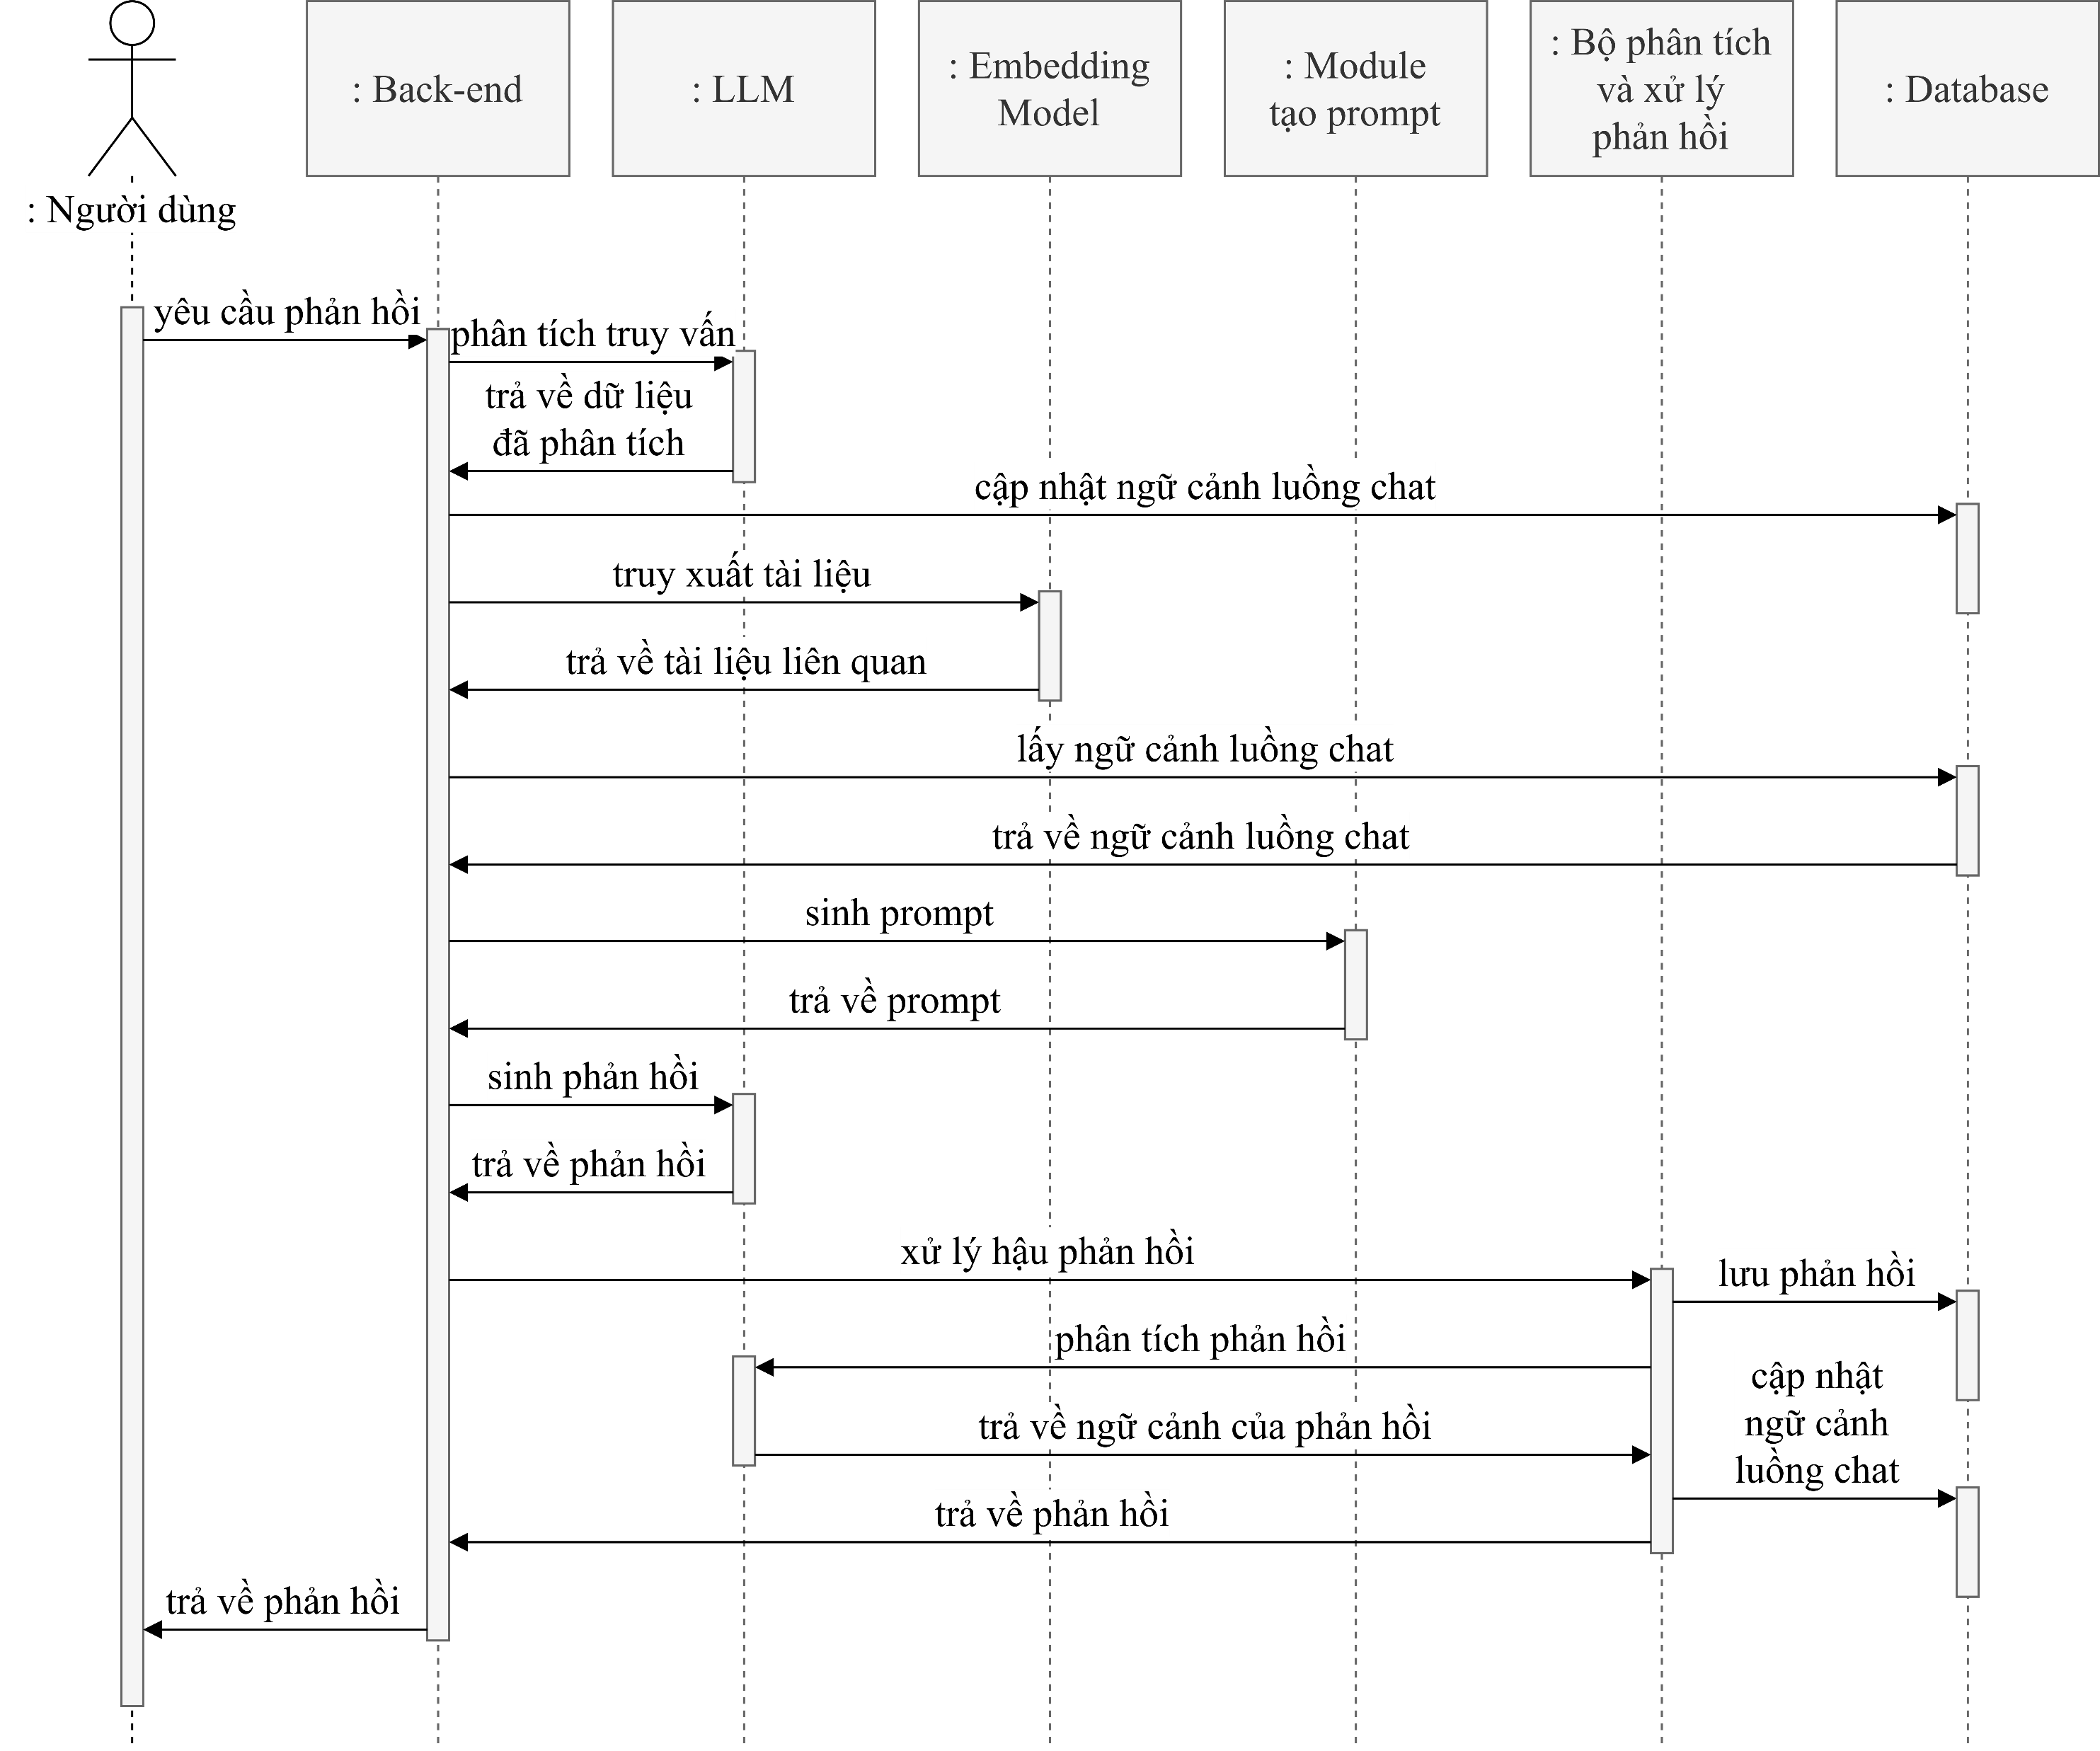 : Người dùng
: Back-end
: LLM
: Embedding
Model
: Module
tạo prompt
: Bộ phân tích
và xử lý
phản hồi
: Database
yêu cầu phản hồi
phân tích truy vấn
trả về dữ liệu
đã phân tích
cập nhật ngữ cảnh luồng chat
truy xuất tài liệu
trả về tài liệu liên quan
lấy ngữ cảnh luồng chat
trả về ngữ cảnh luồng chat
sinh prompt
trả về prompt
sinh phản hồi
trả về phản hồi
xử lý hậu phản hồi
lưu phản hồi
phân tích phản hồi
trả về ngữ cảnh của phản hồi
cập nhật
ngữ cảnh
luồng chat
trả về phản hồi
trả về phản hồi